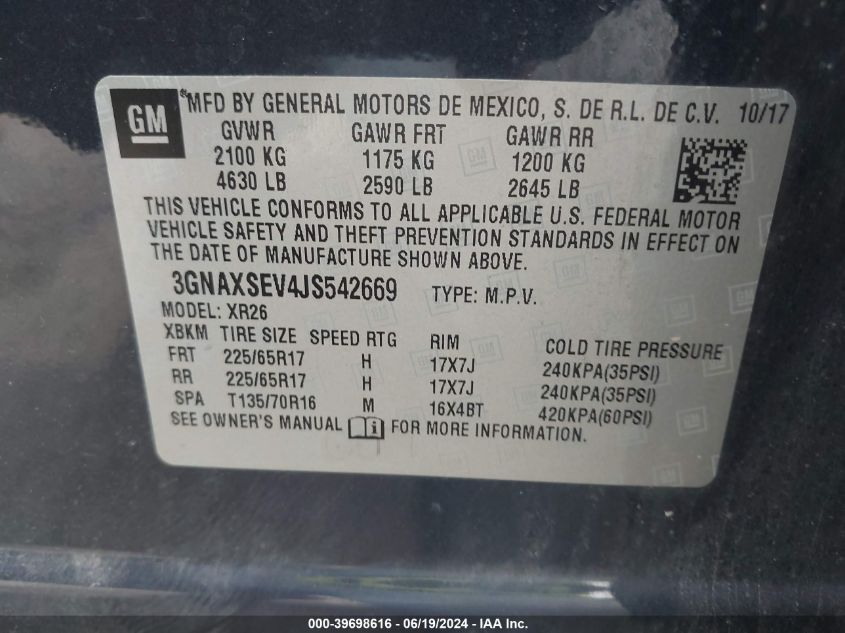 GM
MFD BY GENERAL MOTORS DE MEXICO, S. DE R.L. DE C.V. 10/17
GVWR GAWR FRT GAWR RR
2100 KG 1175 KG 1200 KG
4630 LB 2590 LB 2645 LB
THIS VEHICLE CONFORMS TO ALL APPLICABLE U.S. FEDERAL MOTOR
VEHICLE SAFETY AND THEFT PREVENTION STANDARDS IN EFFECT ON
THE DATE OF MANUFACTURE SHOWN ABOVE.
3GNAXSEV4JS542669 TYPE: M.P.V.
MODEL: XR26
XBKM TIRE SIZE SPEED RTG RIM COLD TIRE PRESSURE
FRT 225/65R17 H 17X7J 240KPA(35PSI)
RR 225/65R17 H 17X7J 240KPA(35PSI)
SPA T135/70R16 M 16X4BT 420KPA(60PSI)
SEE OWNER'S MANUAL i FOR MORE INFORMATION.
000-39698616 - 06/19/2024 - IAA Inc.